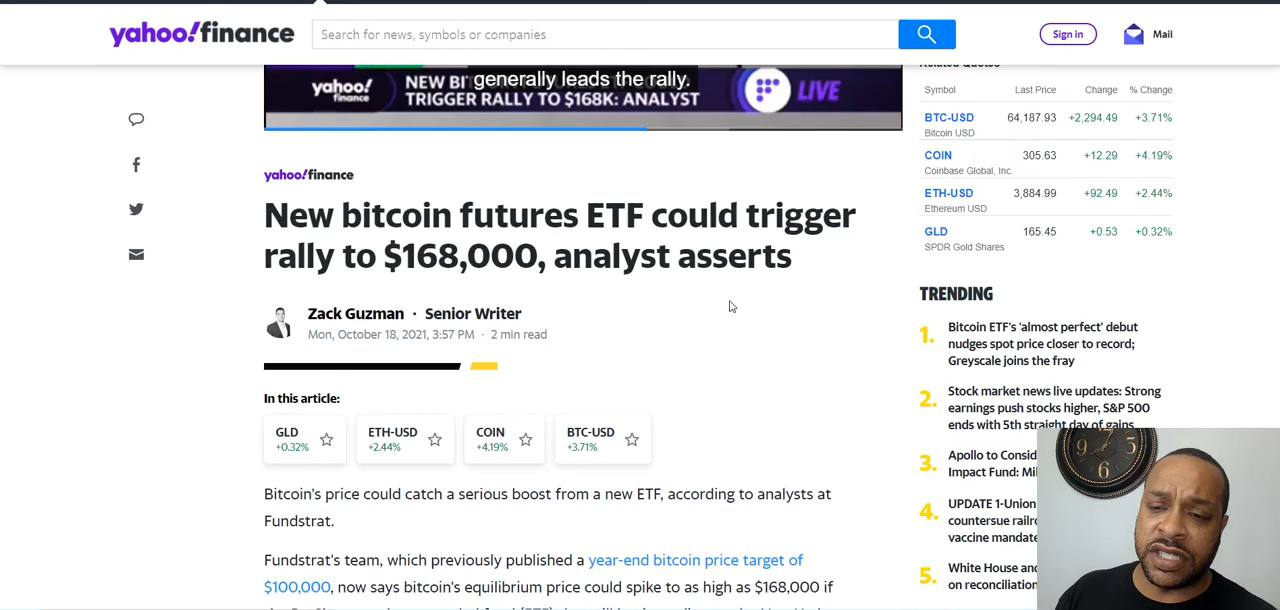 yahoo!finance
Search for news, symbols or companies
Sign in
Mail
generally leads the rally.
yahoo! finance
NEW BI
TRIGGER RALLY TO $168K: ANALYST
LIVE
yahoo!finance
New bitcoin futures ETF could trigger
rally to $168,000, analyst asserts
Zack Guzman · Senior Writer
Mon, October 18, 2021, 3:57 PM · 2 min read
In this article:
GLD
+0.32%
ETH-USD
+2.44%
COIN
+4.19%
BTC-USD
+3.71%
Bitcoin's price could catch a serious boost from a new ETF, according to analysts at
Fundstrat.
Fundstrat's team, which previously published a year-end bitcoin price target of
$100,000, now says bitcoin's equilibrium price could spike to as high as $168,000 if
Related Quotes
Symbol Last Price Change % Change
BTC-USD 64,187.93 +2,294.49 +3.71%
Bitcoin USD
COIN 305.63 +12.29 +4.19%
Coinbase Global, Inc.
ETH-USD 3,884.99 +92.49 +2.44%
Ethereum USD
GLD 165.45 +0.53 +0.32%
SPDR Gold Shares
TRENDING
1. Bitcoin ETF's 'almost perfect' debut
nudges spot price closer to record;
Greyscale joins the fray
2. Stock market news live updates: Strong
earnings push stocks higher, S&P 500
ends with 5th straight day of gains
3. Apollo to Consid
Impact Fund: Mi
4. UPDATE 1-Union
countersue railr
vaccine mandate
5. White House an
on reconciliation